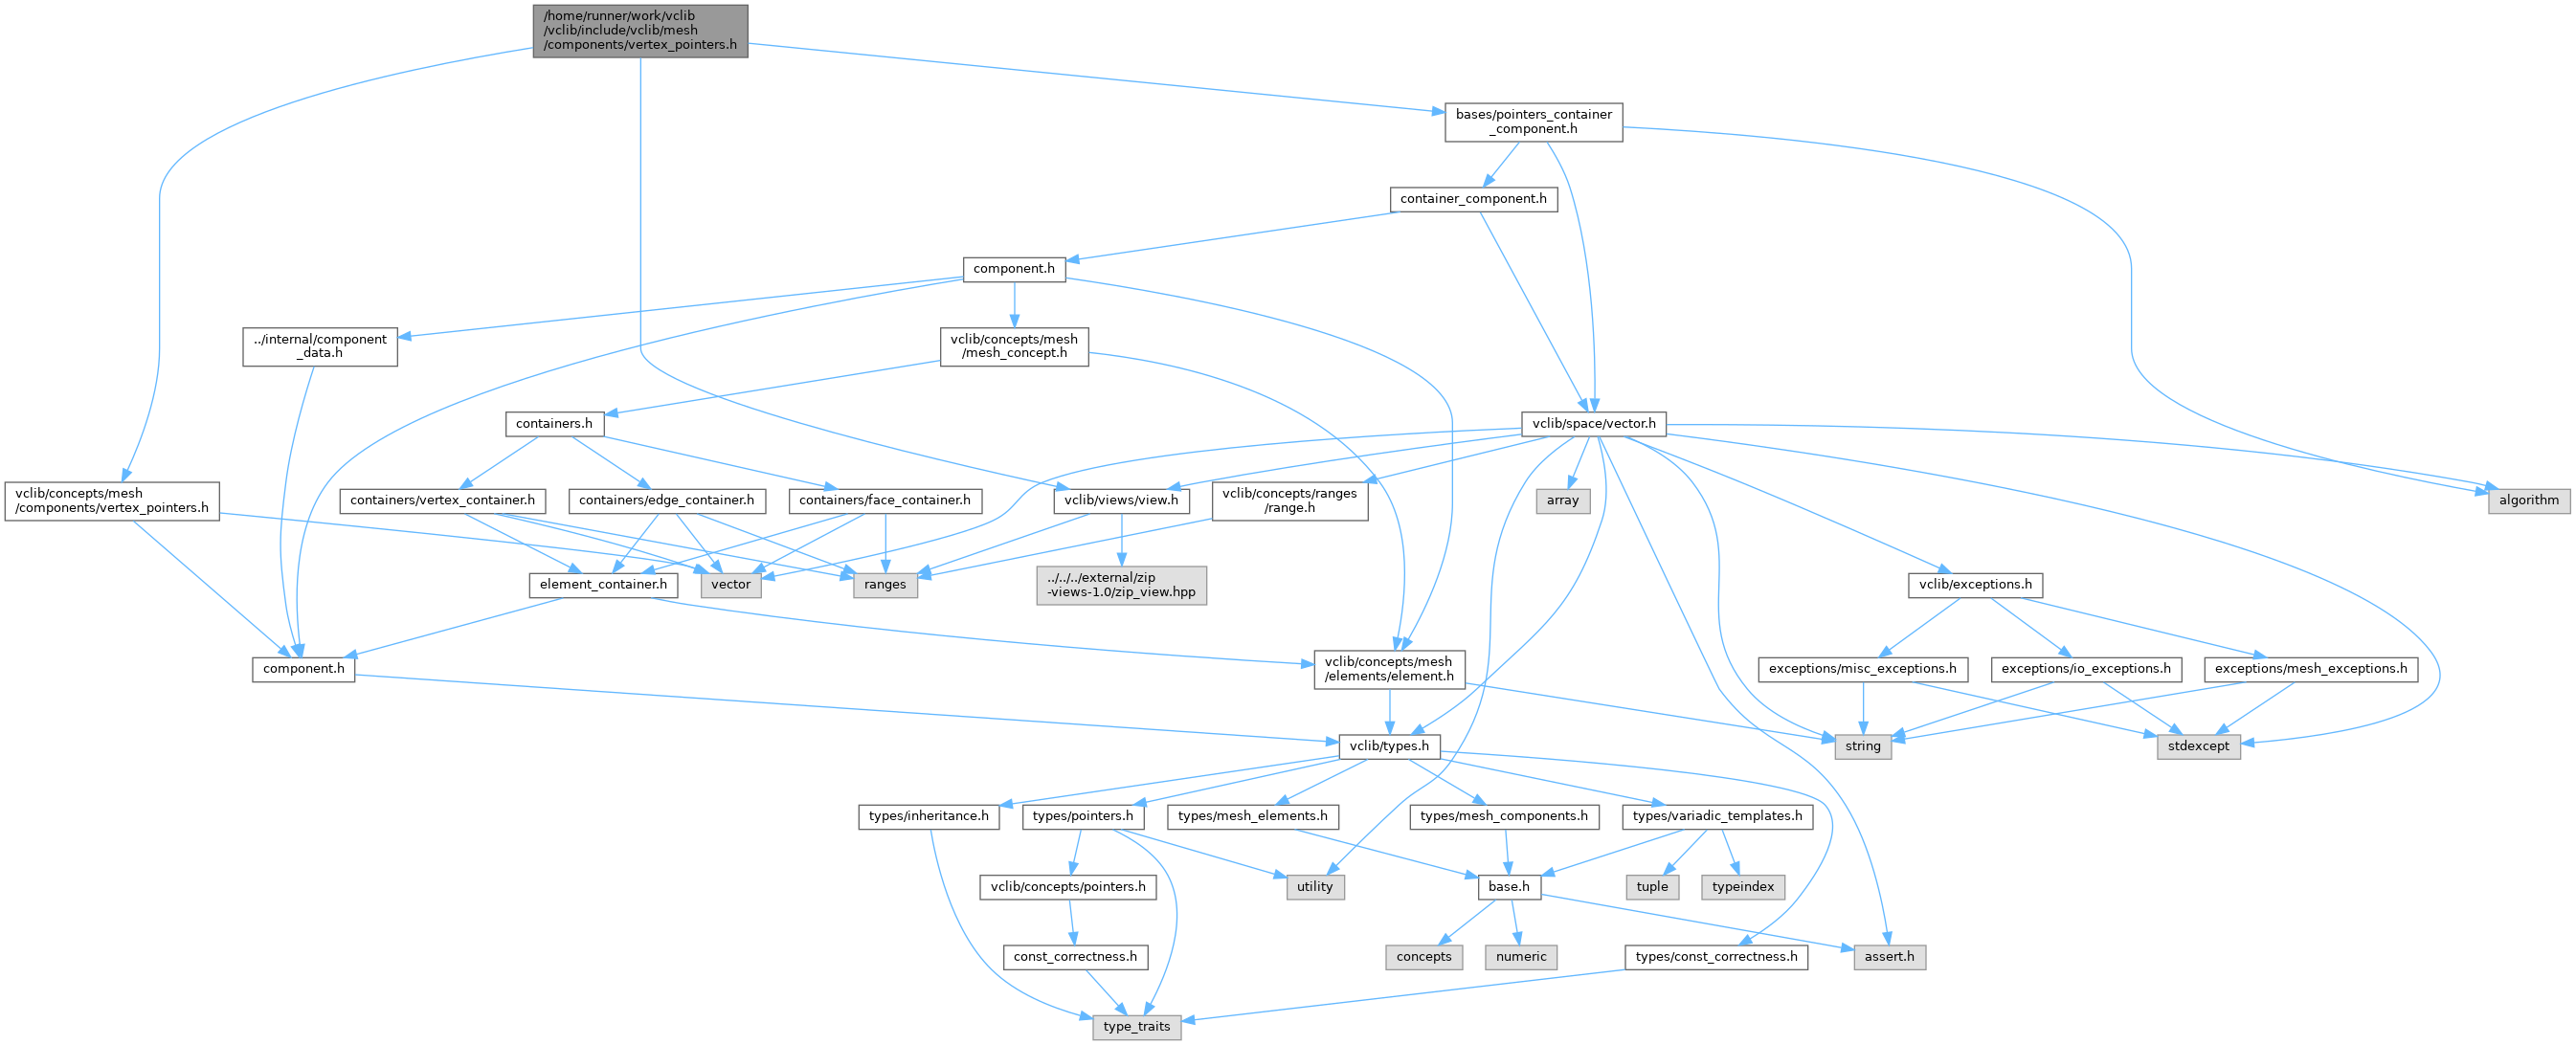 /home/runner/work/vclib
/vclib/include/vclib/mesh
/components/vertex_pointers.h
bases/pointers_container
_component.h
container_component.h
component.h
../internal/component
_data.h
vclib/concepts/mesh
/mesh_concept.h
containers.h
vclib/space/vector.h
vclib/concepts/mesh
/components/vertex_pointers.h
containers/vertex_container.h
containers/edge_container.h
containers/face_container.h
vclib/views/view.h
vclib/concepts/ranges
/range.h
array
algorithm
element_container.h
vector
ranges
../../../external/zip
-views-1.0/zip_view.hpp
vclib/exceptions.h
component.h
vclib/concepts/mesh
/elements/element.h
exceptions/misc_exceptions.h
exceptions/io_exceptions.h
exceptions/mesh_exceptions.h
vclib/types.h
string
stdexcept
types/inheritance.h
types/pointers.h
types/mesh_elements.h
types/mesh_components.h
types/variadic_templates.h
vclib/concepts/pointers.h
utility
base.h
tuple
typeindex
const_correctness.h
concepts
numeric
types/const_correctness.h
assert.h
type_traits